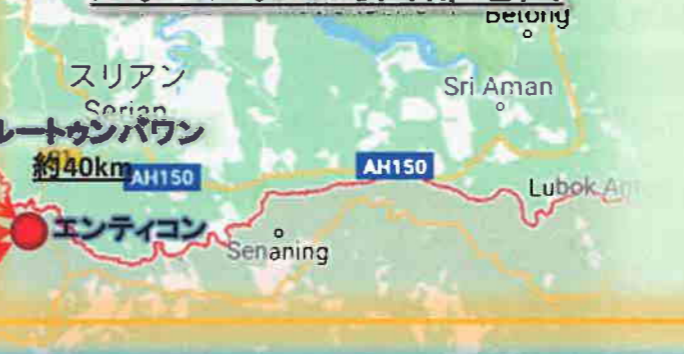 Betong
スリアン
Sri Aman
Serian
ルートゥンバワン
約40km
AH150
AH150
Lubok
エンティコン
Senaning